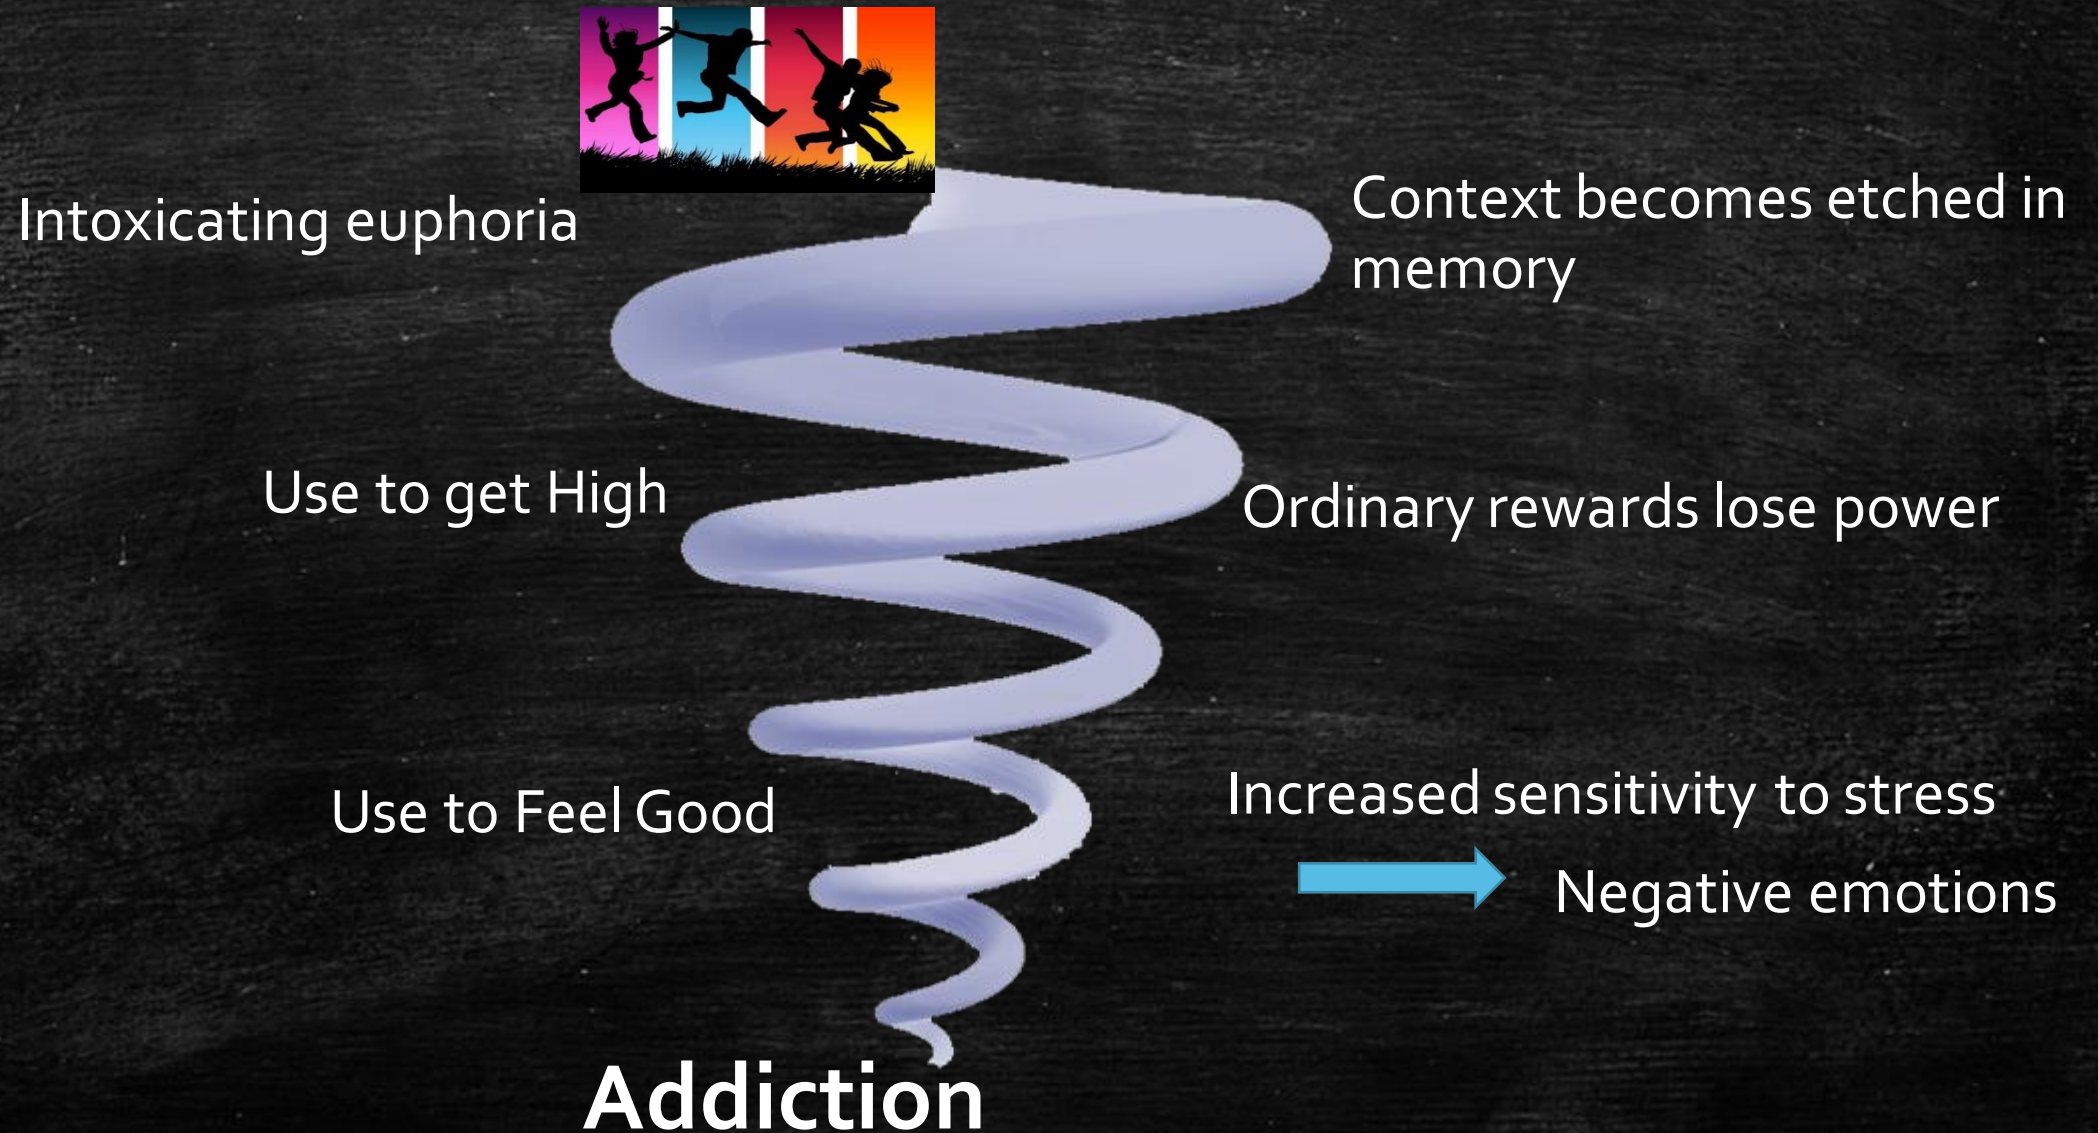 Intoxicating euphoria
Context becomes etched in
memory
Use to get High
Ordinary rewards lose power
Use to Feel Good
Increased sensitivity to stress
Negative emotions
Addiction